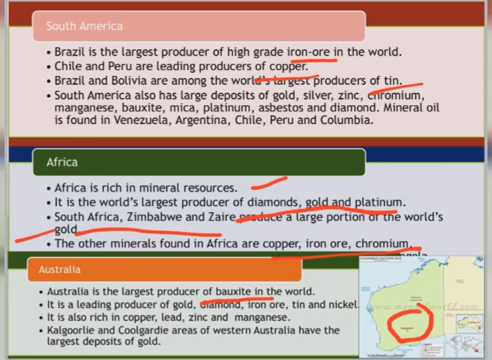 South America
• Brazil is the largest producer of high grade iron-ore in the world.
• Chile and Peru are leading producers of copper.
• Brazil and Bolivia are among the world's largest producers of tin.
• South America also has large deposits of gold, silver, zinc, chromium,
manganese, bauxite, mica, platinum, asbestos and diamond. Mineral oil
is found in Venezuela, Argentina, Chile, Peru and Columbia.
Africa
• Africa is rich in mineral resources.
• It is the world's largest producer of diamonds, gold and platinum.
• South Africa, Zimbabwe and Zaire produce a large portion of the world's
gold
• The other minerals found in Africa are copper, iron ore, chromium,
Australia
• Australia is the largest producer of bauxite in the world.
• It is a leading producer of gold, diamond, iron ore, tin and nickel.
• It is also rich in copper, lead, zinc and manganese.
• Kalgoorlie and Coolgardie areas of western Australia have the
largest deposits of gold.